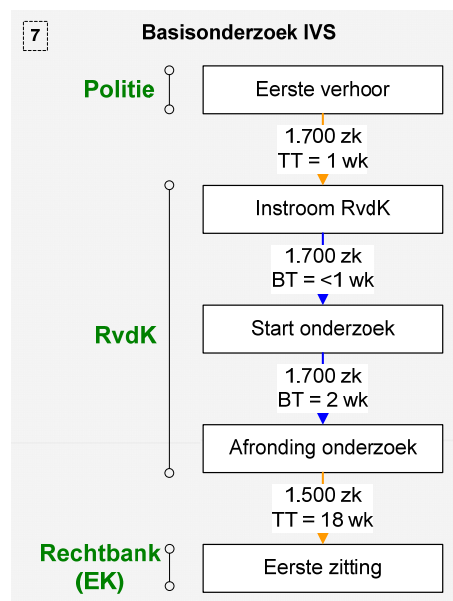 7
Basisonderzoek IVS
Politie
Eerste verhoor
1.700 zk
TT = 1 wk
Instroom RvdK
1.700 zk
BT = <1 wk
RvdK
Start onderzoek
1.700 zk
BT = 2 wk
Afronding onderzoek
1.500 zk
TT = 18 wk
Rechtbank
(EK)
Eerste zitting